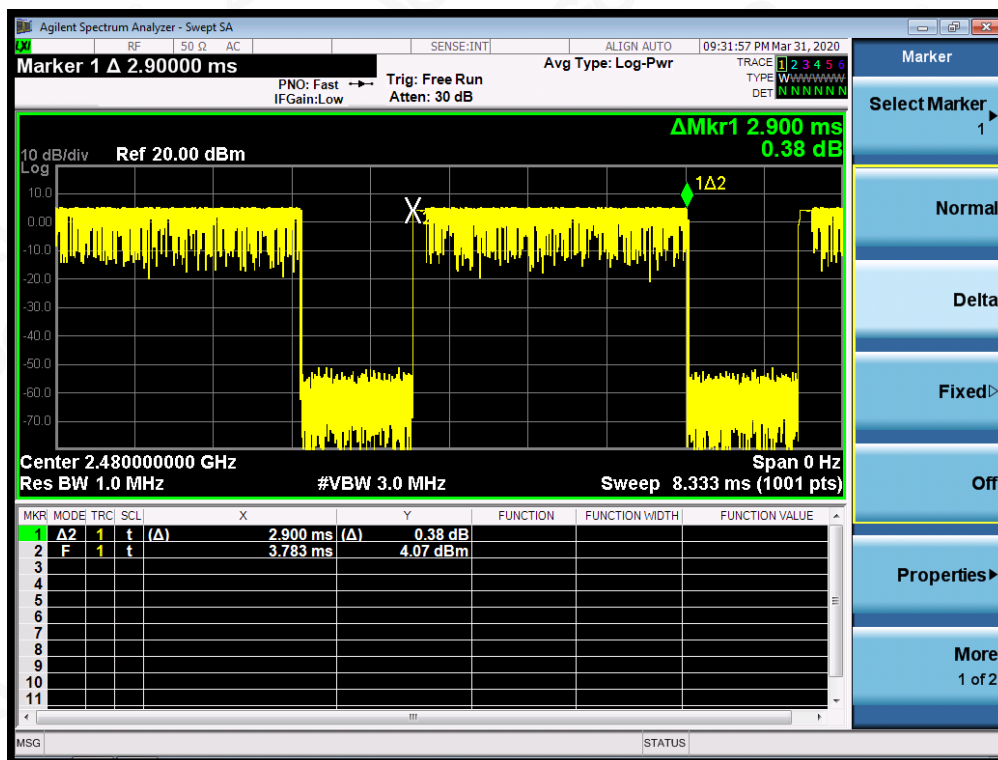 Agilent Spectrum Analyzer - Swept SA
LXI RF 50 Ω AC SENSE:INT ALIGN AUTO 09:31:57 PM Mar 31, 2020
Marker 1 Δ 2.90000 ms
PNO: Fast
IFGain:Low
Trig: Free Run
Atten: 30 dB
Avg Type: Log-Pwr
TRACE 1 2 3 4 5 6
TYPE WWWWWWW
DET N N N N N N
ΔMkr1 2.900 ms
0.38 dB
10 dB/div Ref 20.00 dBm
Log
10.0
0.00
-10.0
-20.0
-30.0
-40.0
-50.0
-60.0
-70.0
1Δ2
Center 2.480000000 GHz Span 0 Hz
Res BW 1.0 MHz #VBW 3.0 MHz Sweep 8.333 ms (1001 pts)
MKR MODE TRC SCL X Y FUNCTION FUNCTION WIDTH FUNCTION VALUE
1 Δ2 1 t (Δ) 2.900 ms (Δ) 0.38 dB
2 F 1 t 3.783 ms 4.07 dBm
3
4
5
6
7
8
9
10
11
MSG STATUS
Marker
Select Marker
1
Normal
Delta
Fixed
Off
Properties
More
1 of 2